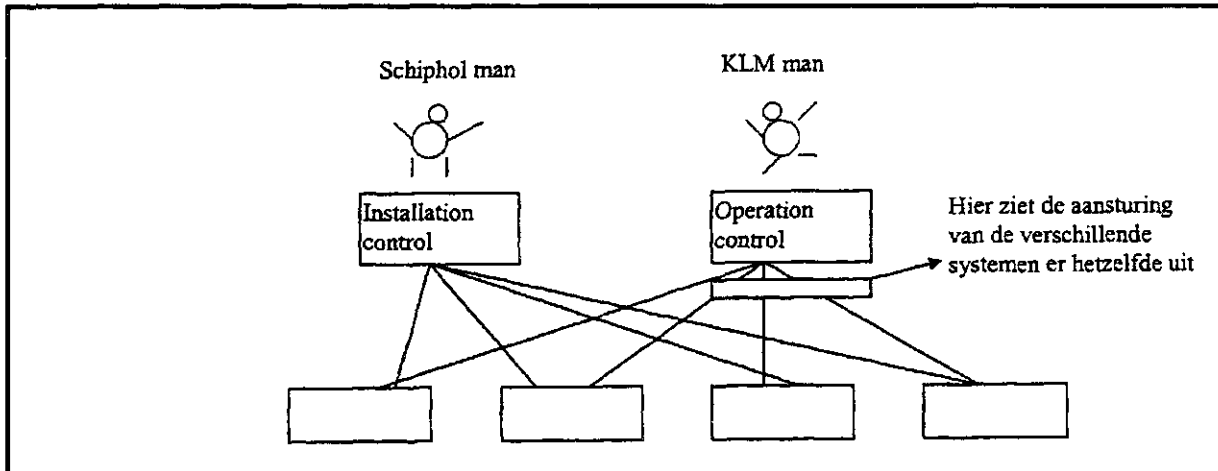 Schiphol man
KLM man
Installation
control
Operation
control
Hier ziet de aansturing
van de verschillende
systemen er hetzelfde uit